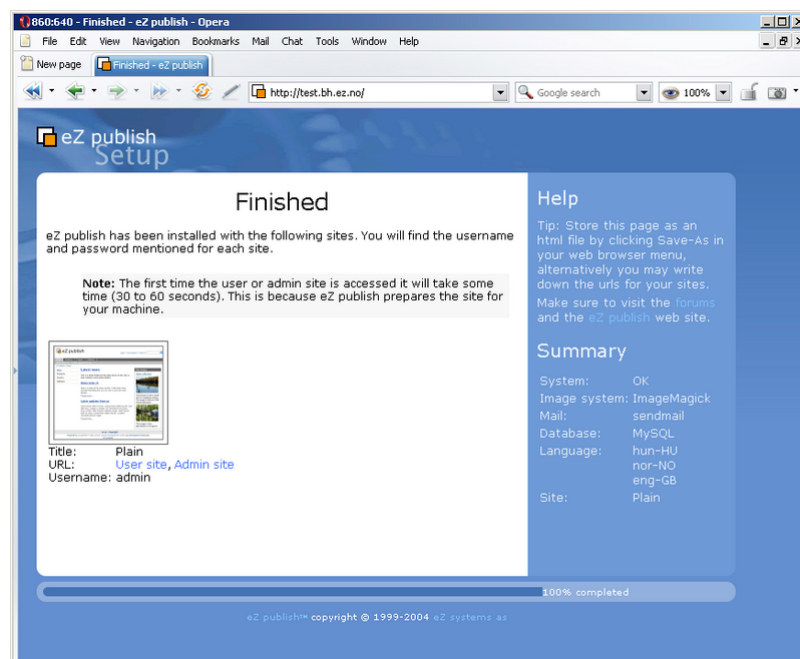 860:640 - Finished - eZ publish - Opera
File Edit View Navigation Bookmarks Mail Chat Tools Window Help
New page Finished - eZ publish
http://test.bh.ez.no/ Google search 100%
eZ publish
Setup
Finished
eZ publish has been installed with the following sites. You will find the username
and password mentioned for each site.
Note: The first time the user or admin site is accessed it will take some
time (30 to 60 seconds). This is because eZ publish prepares the site for
your machine.
eZ publish
Title: Plain
URL: User site, Admin site
Username: admin
Help
Tip: Store this page as an
html file by clicking Save-As in
your web browser menu,
alternatively you may write
down the urls for your sites.
Make sure to visit the forums
and the eZ publish web site.
Summary
System: OK
Image system: ImageMagick
Mail: sendmail
Database: MySQL
Language: hun-HU
nor-NO
eng-GB
Site: Plain
100% completed
eZ publish™ copyright © 1999-2004 eZ systems as